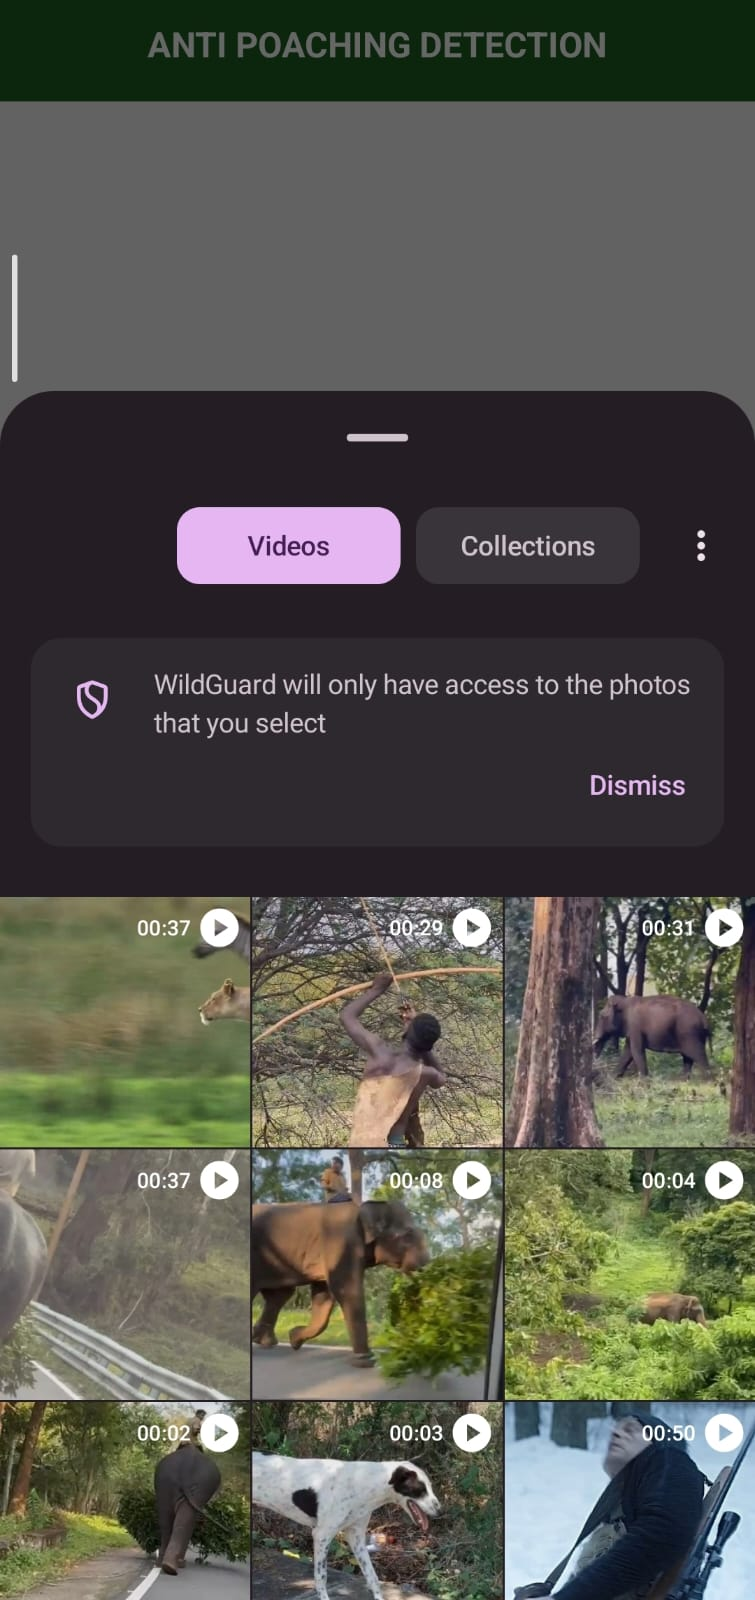 ANTI POACHING DETECTION
Videos
Collections
WildGuard will only have access to the photos
that you select
Dismiss
00:37
00:29
00:31
00:37
00:08
00:04
00:02
00:03
00:50